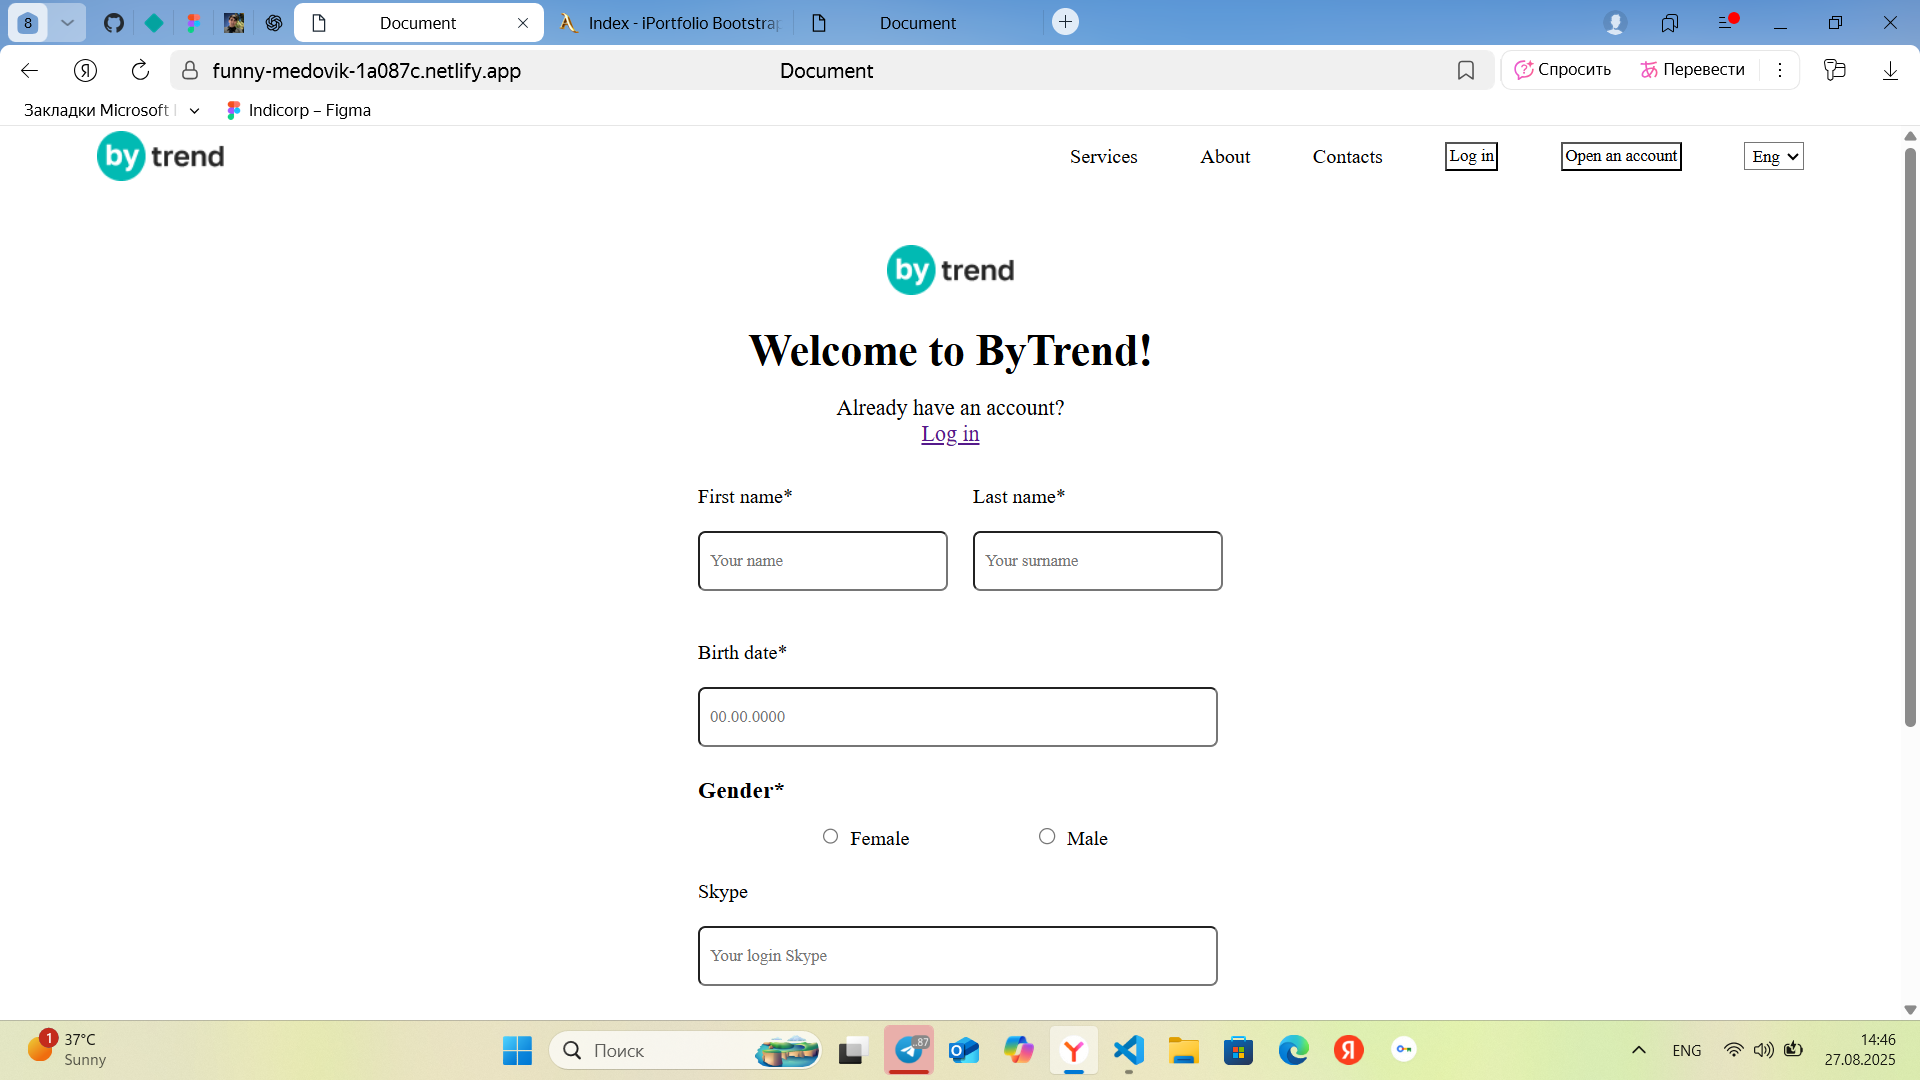 8
Document
Index - iPortfolio Bootstrap
Document
funny-medovik-1a087c.netlify.app
Document
Спросить
Перевести
Закладки Microsoft
Indicorp – Figma
by trend
Services
About
Contacts
Log in
Open an account
Eng
by trend
Welcome to ByTrend!
Already have an account?
Log in
First name*
Last name*
Your name
Your surname
Birth date*
00.00.0000
Gender*
Female
Male
Skype
Your login Skype
1
37°C
Sunny
Поиск
..87
ENG
14:46
27.08.2025